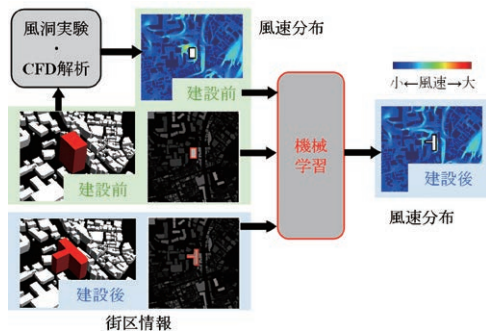 風洞実験
・
CFD解析
風速分布
建設前
小←風速→大
機械
学習
建設前
建設後
風速分布
建設後
街区情報